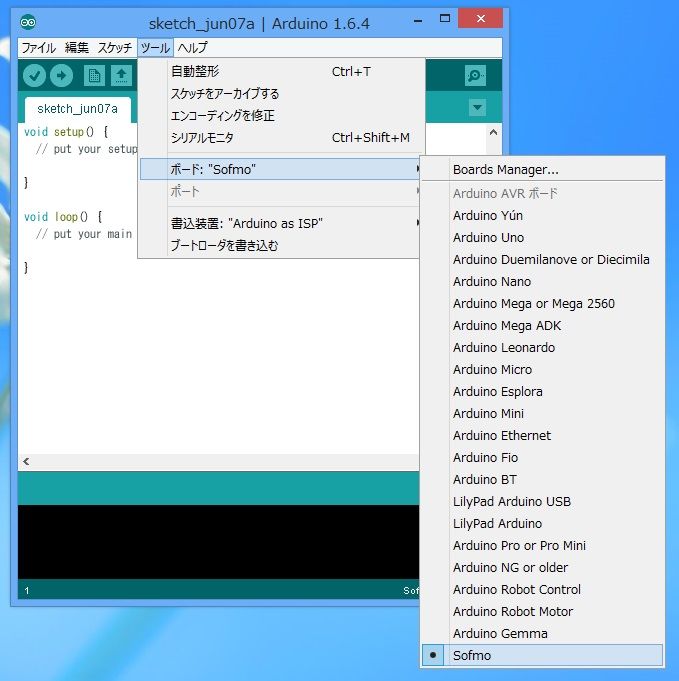 sketch_jun07a | Arduino 1.6.4
ファイル 編集 スケッチ ツール ヘルプ
自動整形 Ctrl+T
スケッチをアーカイブする
エンコーディングを修正
シリアルモニタ Ctrl+Shift+M
ボード: "Sofmo"
ポート
書込装置: "Arduino as ISP"
ブートローダを書き込む
sketch_jun07a
void setup() {
// put your setup
}
void loop() {
// put your main
}
1
Boards Manager...
Arduino AVR ボード
Arduino Yún
Arduino Uno
Arduino Duemilanove or Diecimila
Arduino Nano
Arduino Mega or Mega 2560
Arduino Mega ADK
Arduino Leonardo
Arduino Micro
Arduino Esplora
Arduino Mini
Arduino Ethernet
Arduino Fio
Arduino BT
LilyPad Arduino USB
LilyPad Arduino
Arduino Pro or Pro Mini
Arduino NG or older
Arduino Robot Control
Arduino Robot Motor
Arduino Gemma
Sofmo